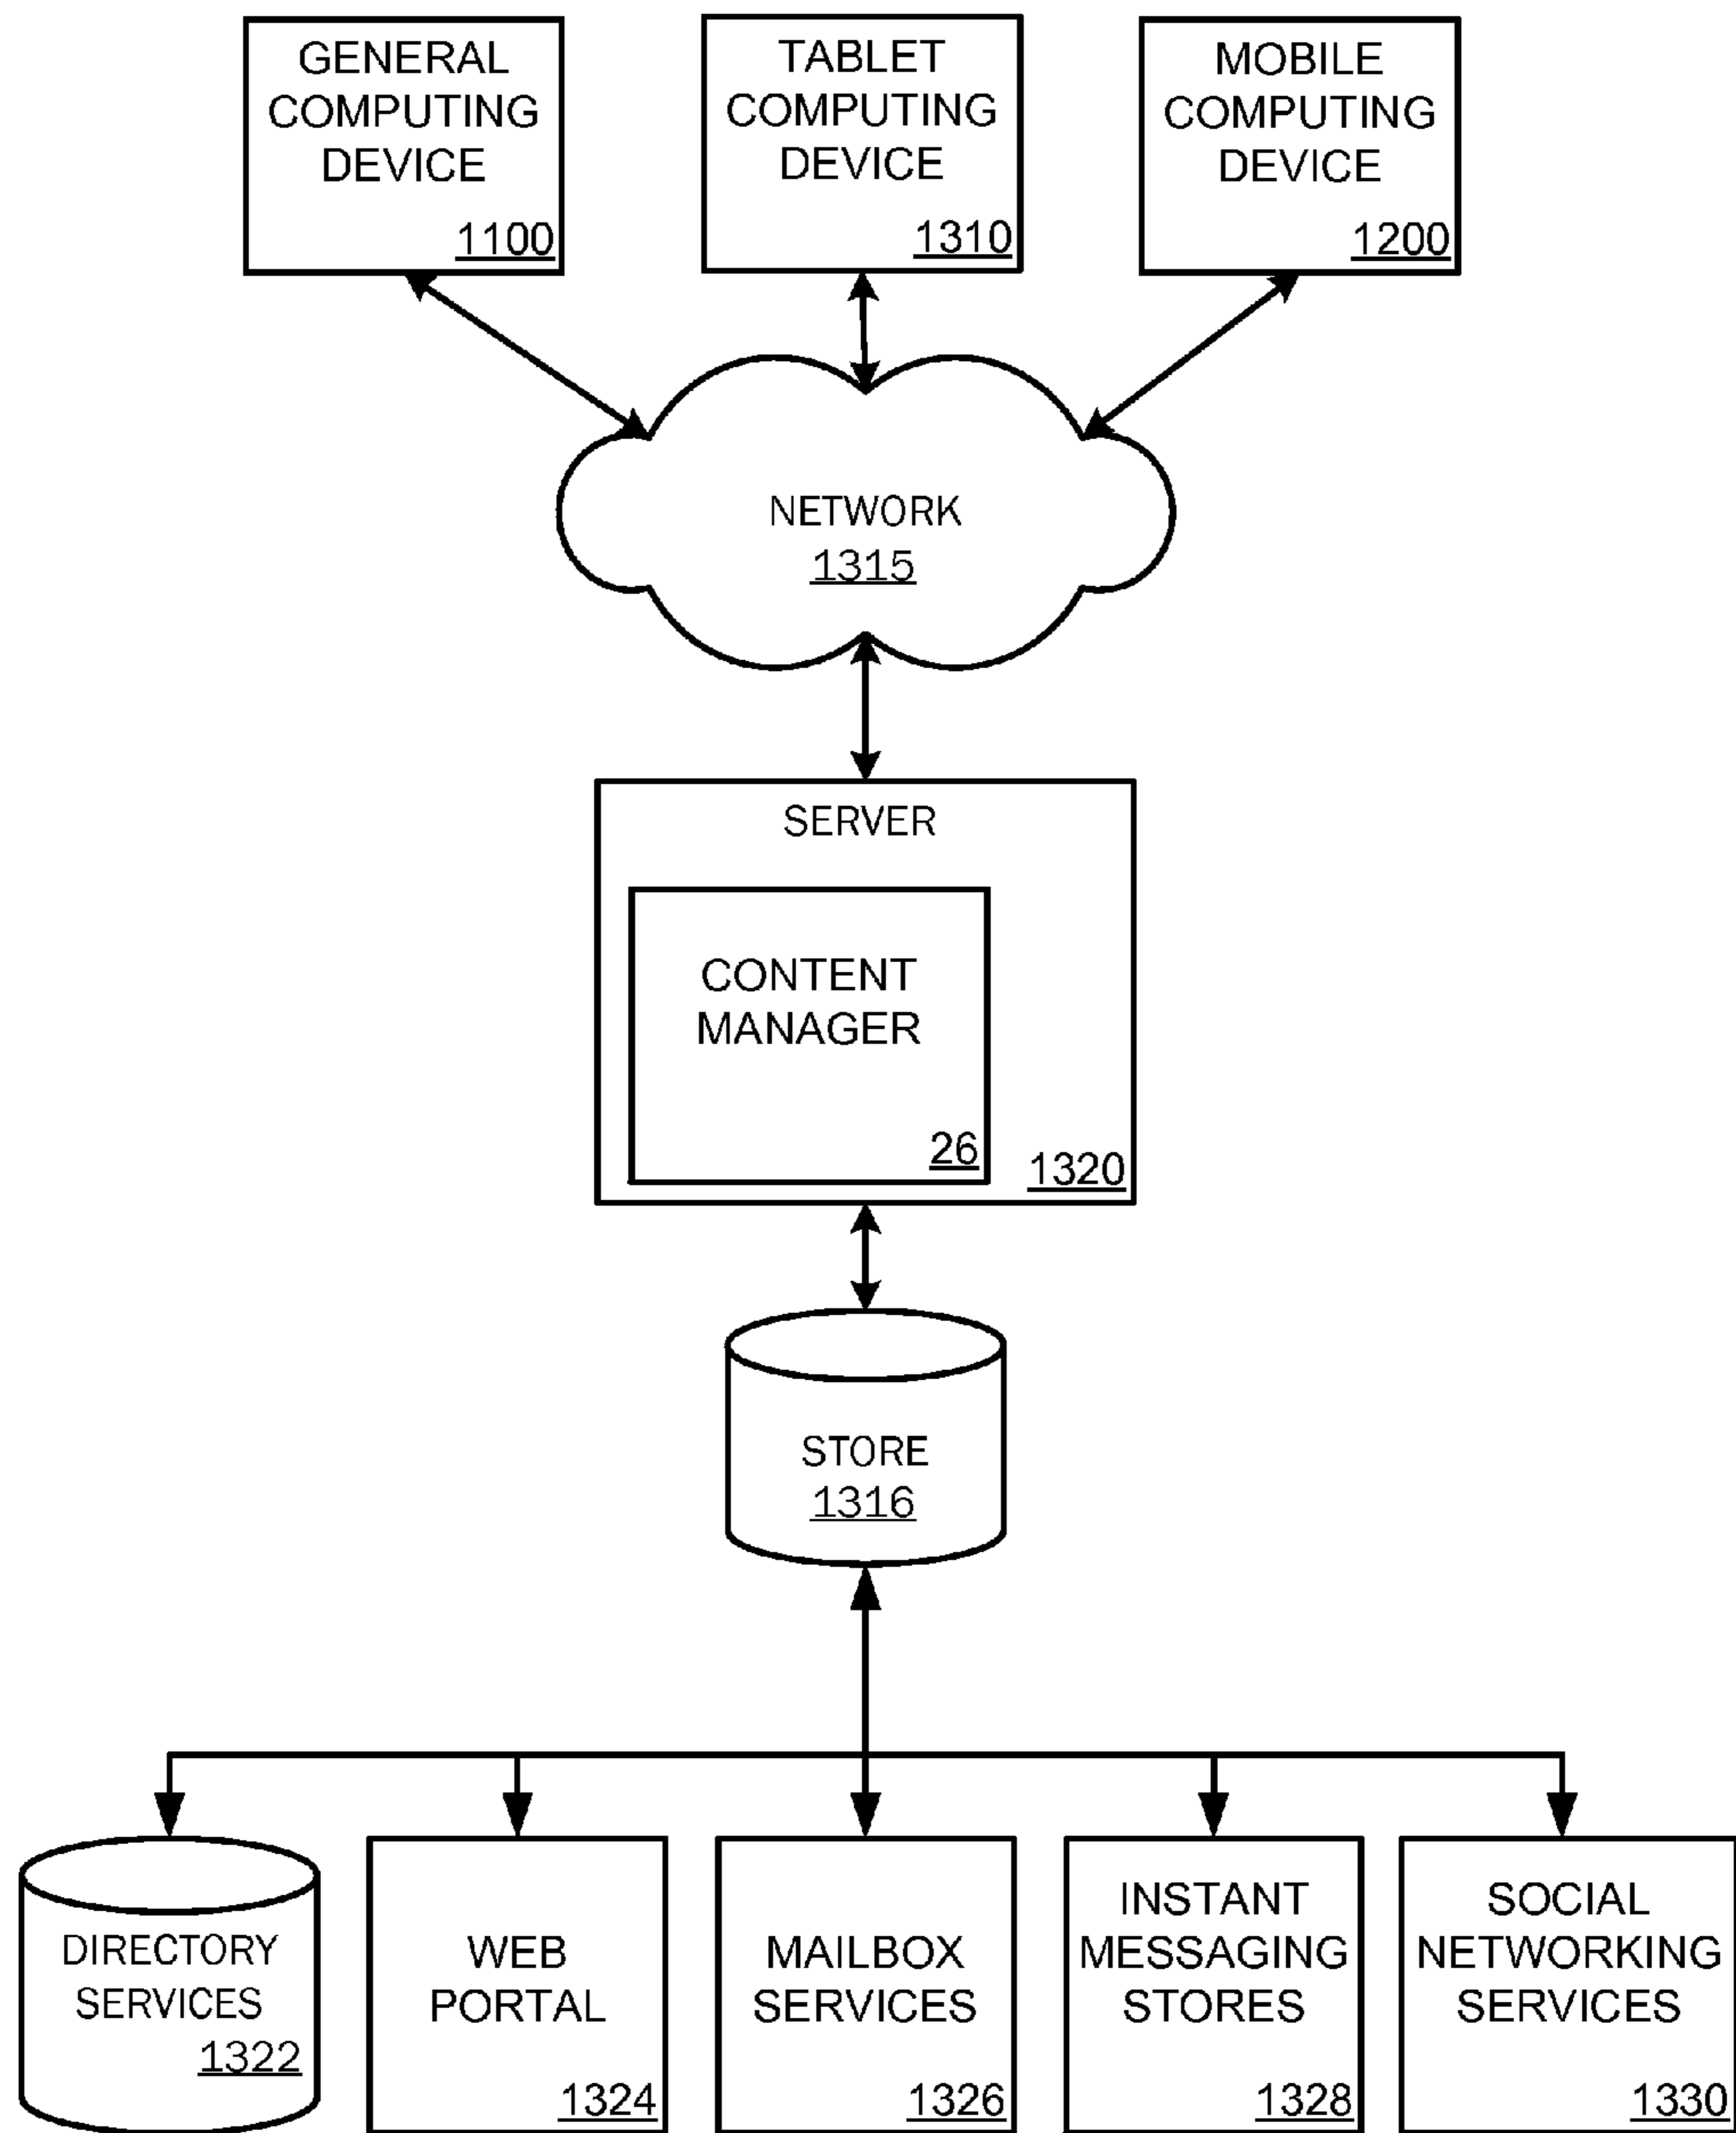 GENERAL
COMPUTING
DEVICE
1100
TABLET
COMPUTING
DEVICE
1310
MOBILE
COMPUTING
DEVICE
1200
NETWORK
1315
SERVER
CONTENT
MANAGER
26
1320
STORE
1316
DIRECTORY
SERVICES
1322
WEB
PORTAL
1324
MAILBOX
SERVICES
1326
INSTANT
MESSAGING
STORES
1328
SOCIAL
NETWORKING
SERVICES
1330